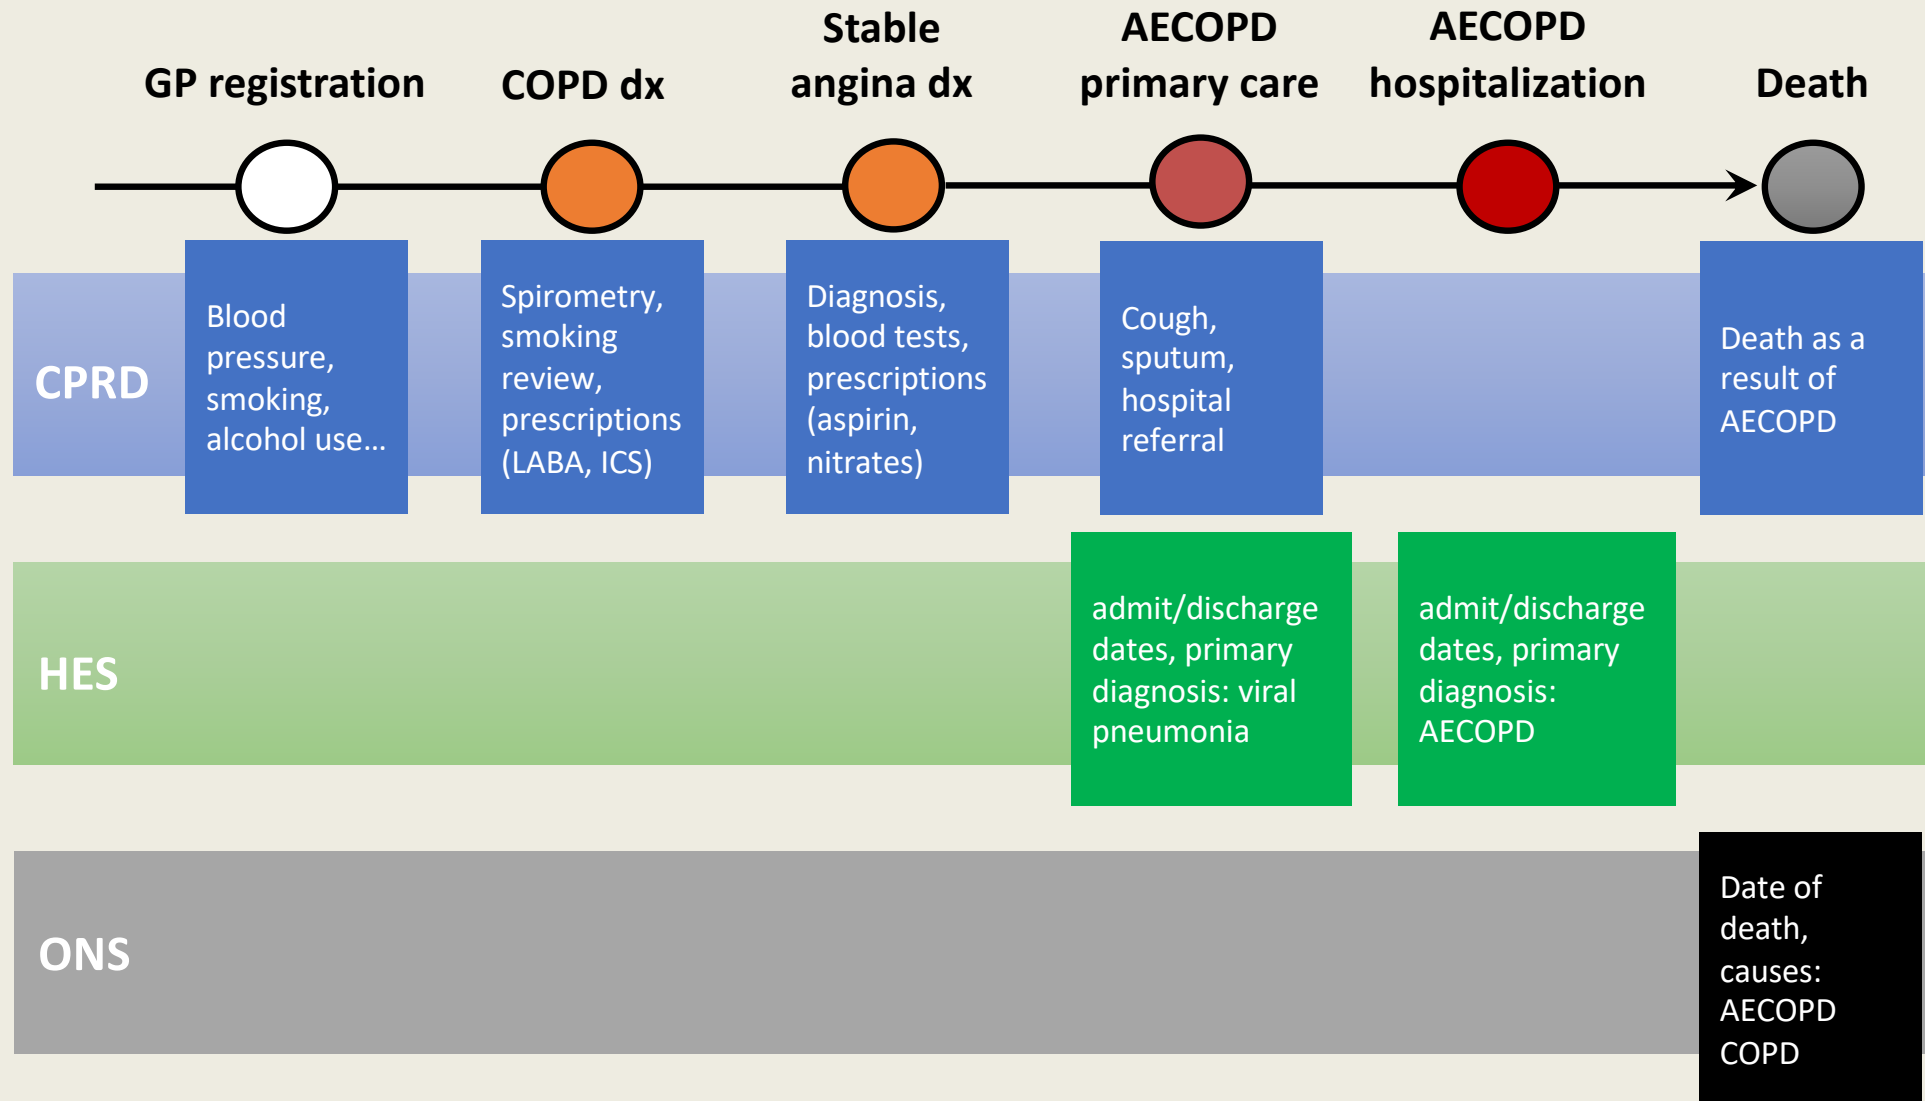 GP registration
COPD dx
Stable
angina dx
AECOPD
primary care
AECOPD
hospitalization
Death
CPRD
Blood
pressure,
smoking,
alcohol use...
Spirometry,
smoking
review,
prescriptions
(LABA, ICS)
Diagnosis,
blood tests,
prescriptions
(aspirin,
nitrates)
Cough,
sputum,
hospital
referral
Death as a
result of
AECOPD
HES
admit/discharge
dates, primary
diagnosis: viral
pneumonia
admit/discharge
dates, primary
diagnosis:
AECOPD
ONS
Date of
death,
causes:
AECOPD
COPD